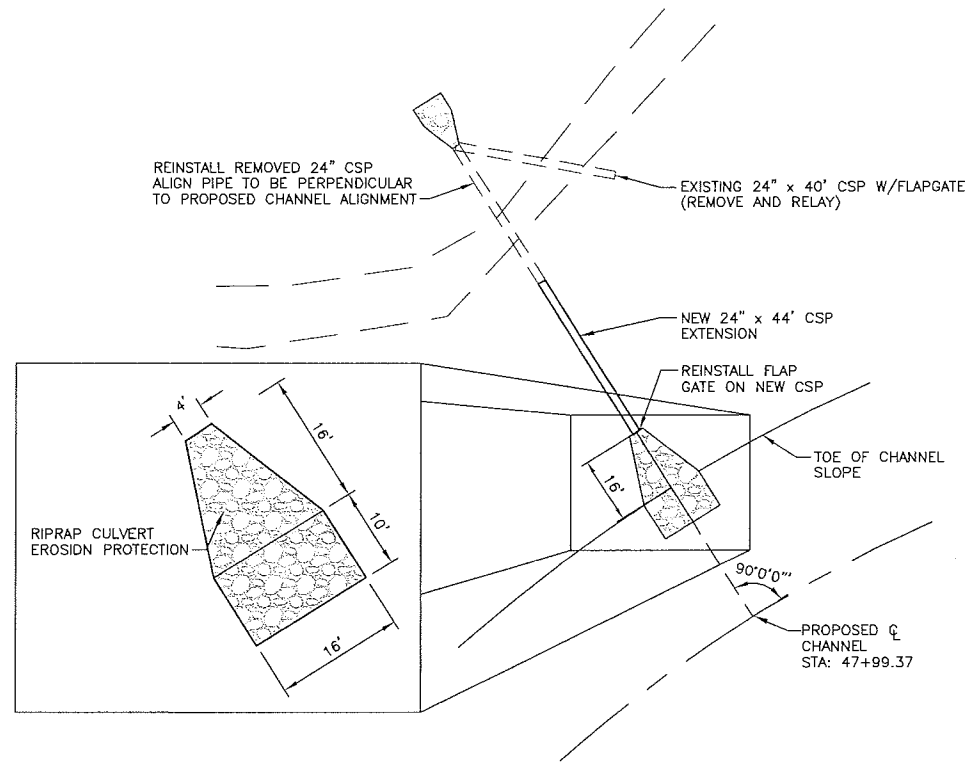 REINSTALL REMOVED 24" CSP
ALIGN PIPE TO BE PERPENDICULAR
TO PROPOSED CHANNEL ALIGNMENT
EXISTING 24" x 40' CSP W/FLAPGATE
(REMOVE AND RELAY)
NEW 24" x 44' CSP
EXTENSION
REINSTALL FLAP
GATE ON NEW CSP
TOE OF CHANNEL
SLOPE
4'
16'
10'
16'
RIPRAP CULVERT
EROSION PROTECTION
16'
90°0'0"
PROPOSED ℄
CHANNEL
STA: 47+99.37